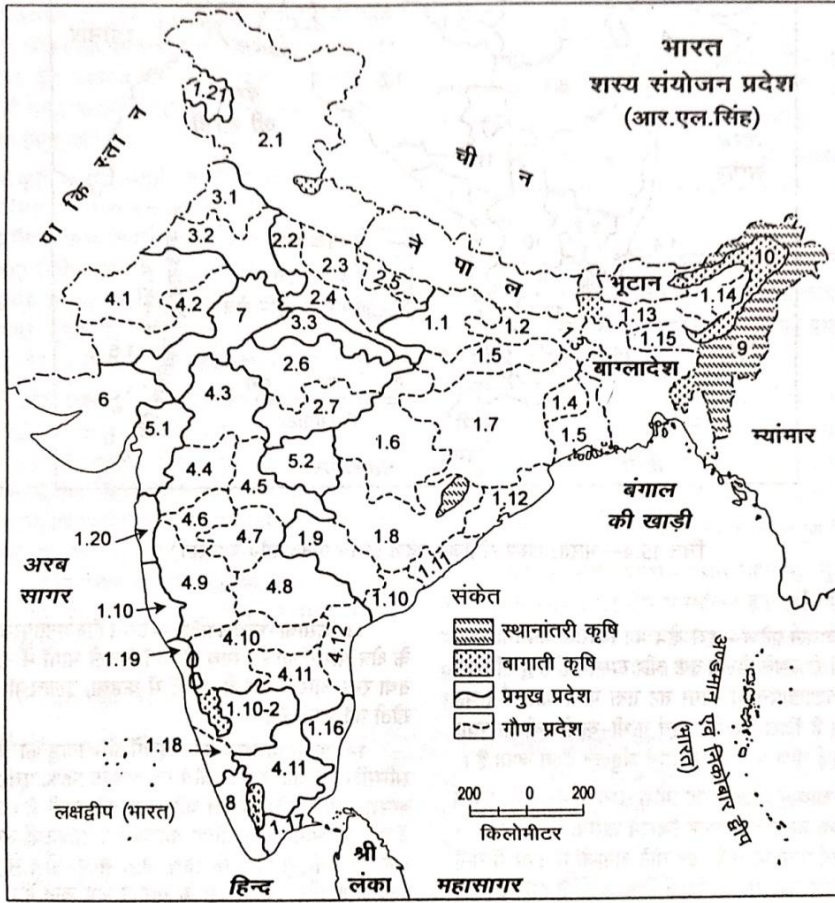 भारत
शस्य संयोजन प्रदेश
(आर.एल.सिंह)
पाकिस्तान
चीन
नेपाल
भूटान
बांग्लादेश
म्यांमार
बंगाल
की खाड़ी
अरब
सागर
लक्षद्वीप (भारत)
हिन्द
महासागर
श्री
लंका
अण्डमान एवं निकोबार द्वीप
(भारत)
1.21
2.1
3.1
3.2
2.2
2.3
2.4
2.5
4.1
4.2
7
3.3
1.1
1.2
1.5
10
1.14
1.13
1.15
9
6
5.1
4.3
2.6
2.7
1.6
1.7
1.4
1.5
4.4
4.5
5.2
1.12
1.20
4.6
4.7
1.9
1.8
1.11
1.10
4.9
4.8
1.10
4.10
4.12
1.19
4.11
1.10-2
1.16
1.18
4.11
8
1.17
संकेत
स्थानांतरी कृषि
बागाती कृषि
प्रमुख प्रदेश
गौण प्रदेश
200 0 200
किलोमीटर